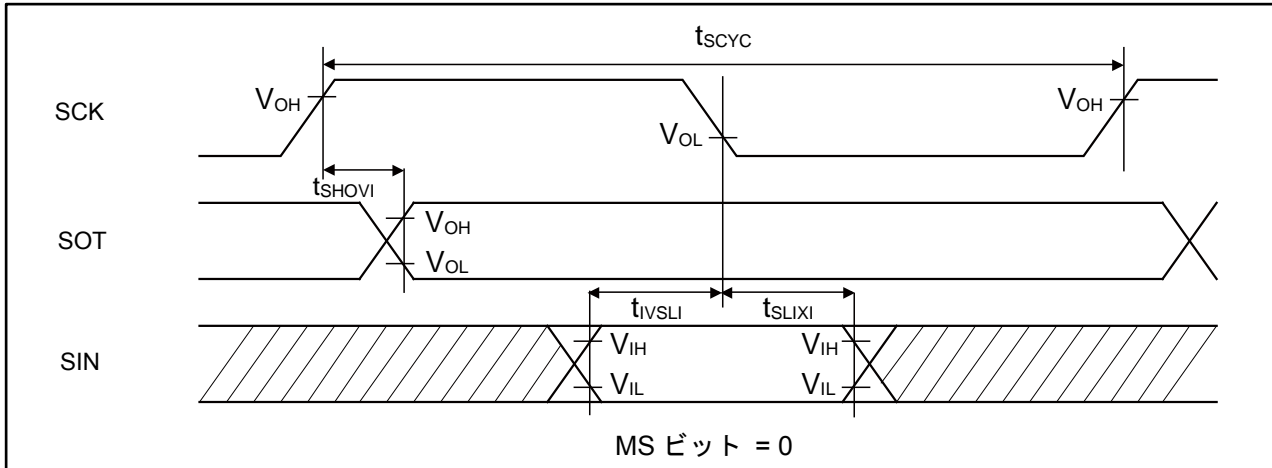 tSCYC
SCK
VOH
VOL
VOH
tSHOVI
SOT
VOH
VOL
tIVSLI
tSLIXI
SIN
VIH
VIH
VIL
VIL
MS ビット = 0